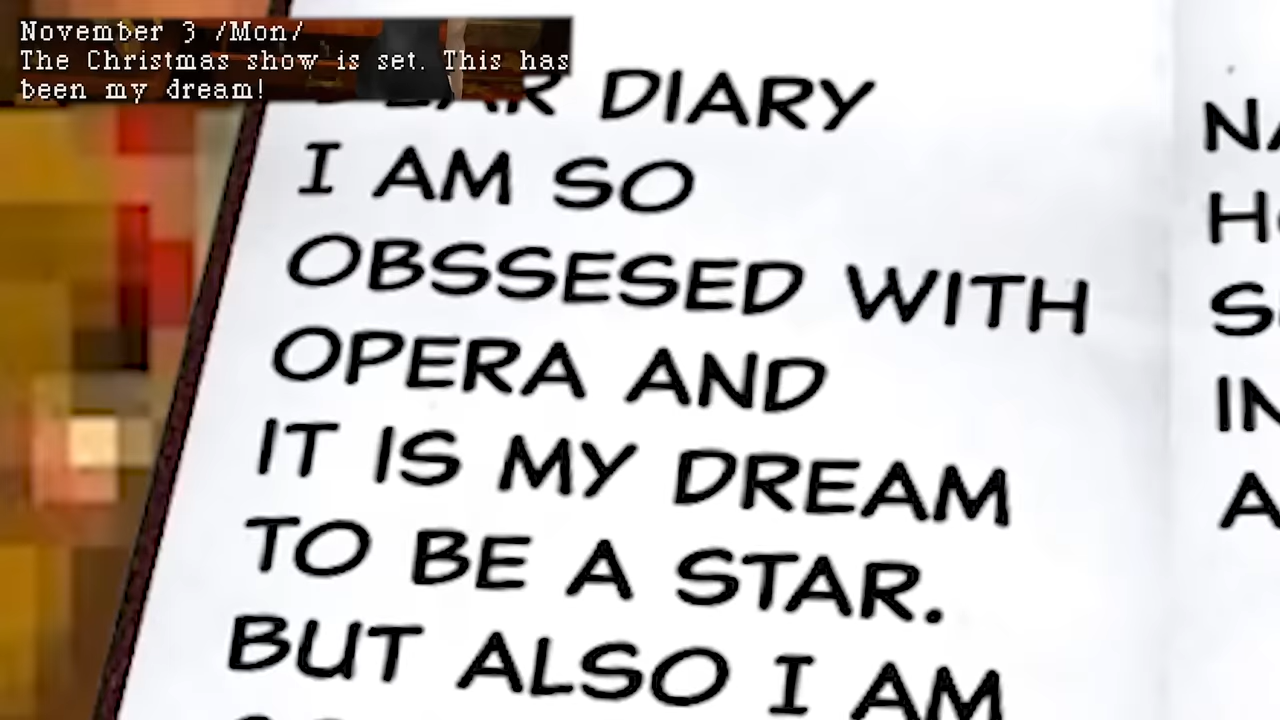 November 3 /Mon/
The Christmas show is set. This has
been my dream!
DIARY
I AM SO
OBSSESED WITH
OPERA AND
IT IS MY DREAM
TO BE A STAR.
BUT ALSO I AM